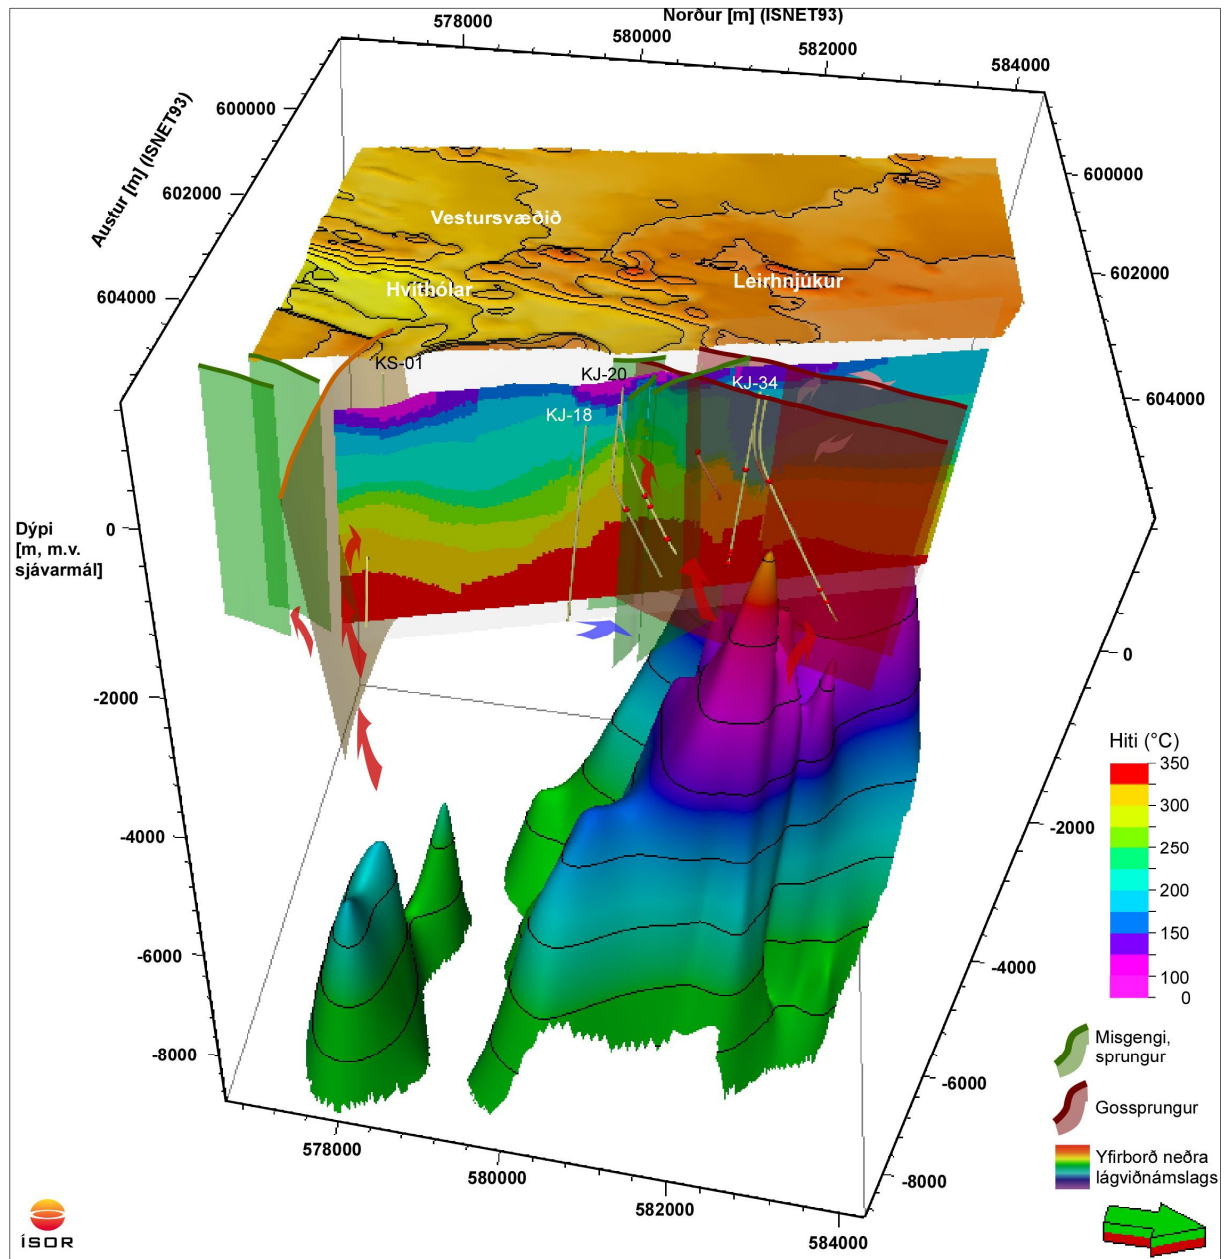 Norður [m] (ISNET93)
578000
580000
582000
584000
Austur [m] (ISNET93)
600000
602000
604000
600000
602000
604000
Vestursvæðið
Hvíthólar
Leirhnjúkur
KS-01
KJ-20
KJ-34
KJ-18
Dýpi
[m, m.v.
sjávarmál]
0
-2000
-4000
-6000
-8000
0
-2000
-4000
-6000
-8000
578000
580000
582000
584000
Hiti (°C)
350
300
250
200
150
100
0
Misgengi,
sprungur
Gossprungur
Yfirborð neðra
lágviðnámslags
ÍSOR